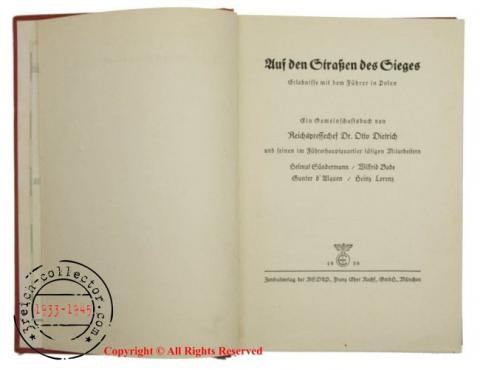 Auf den Straßen des Sieges
Erlebnisse mit dem Führer in Polen
Ein Gemeinschaftsbuch von
Reichspressechef Dr. Otto Dietrich
und seinen im Führerhauptquartier tätigen Mitarbeitern
Helmut Sündermann / Wilfrid Bade
Gunter d'Alquen / Heinz Lorenz
19 39
Zentralverlag der NSDAP., Franz Eher Nachf., GmbH., München
3reich-collector.com
1933-1945
Copyright © All Rights Reserved